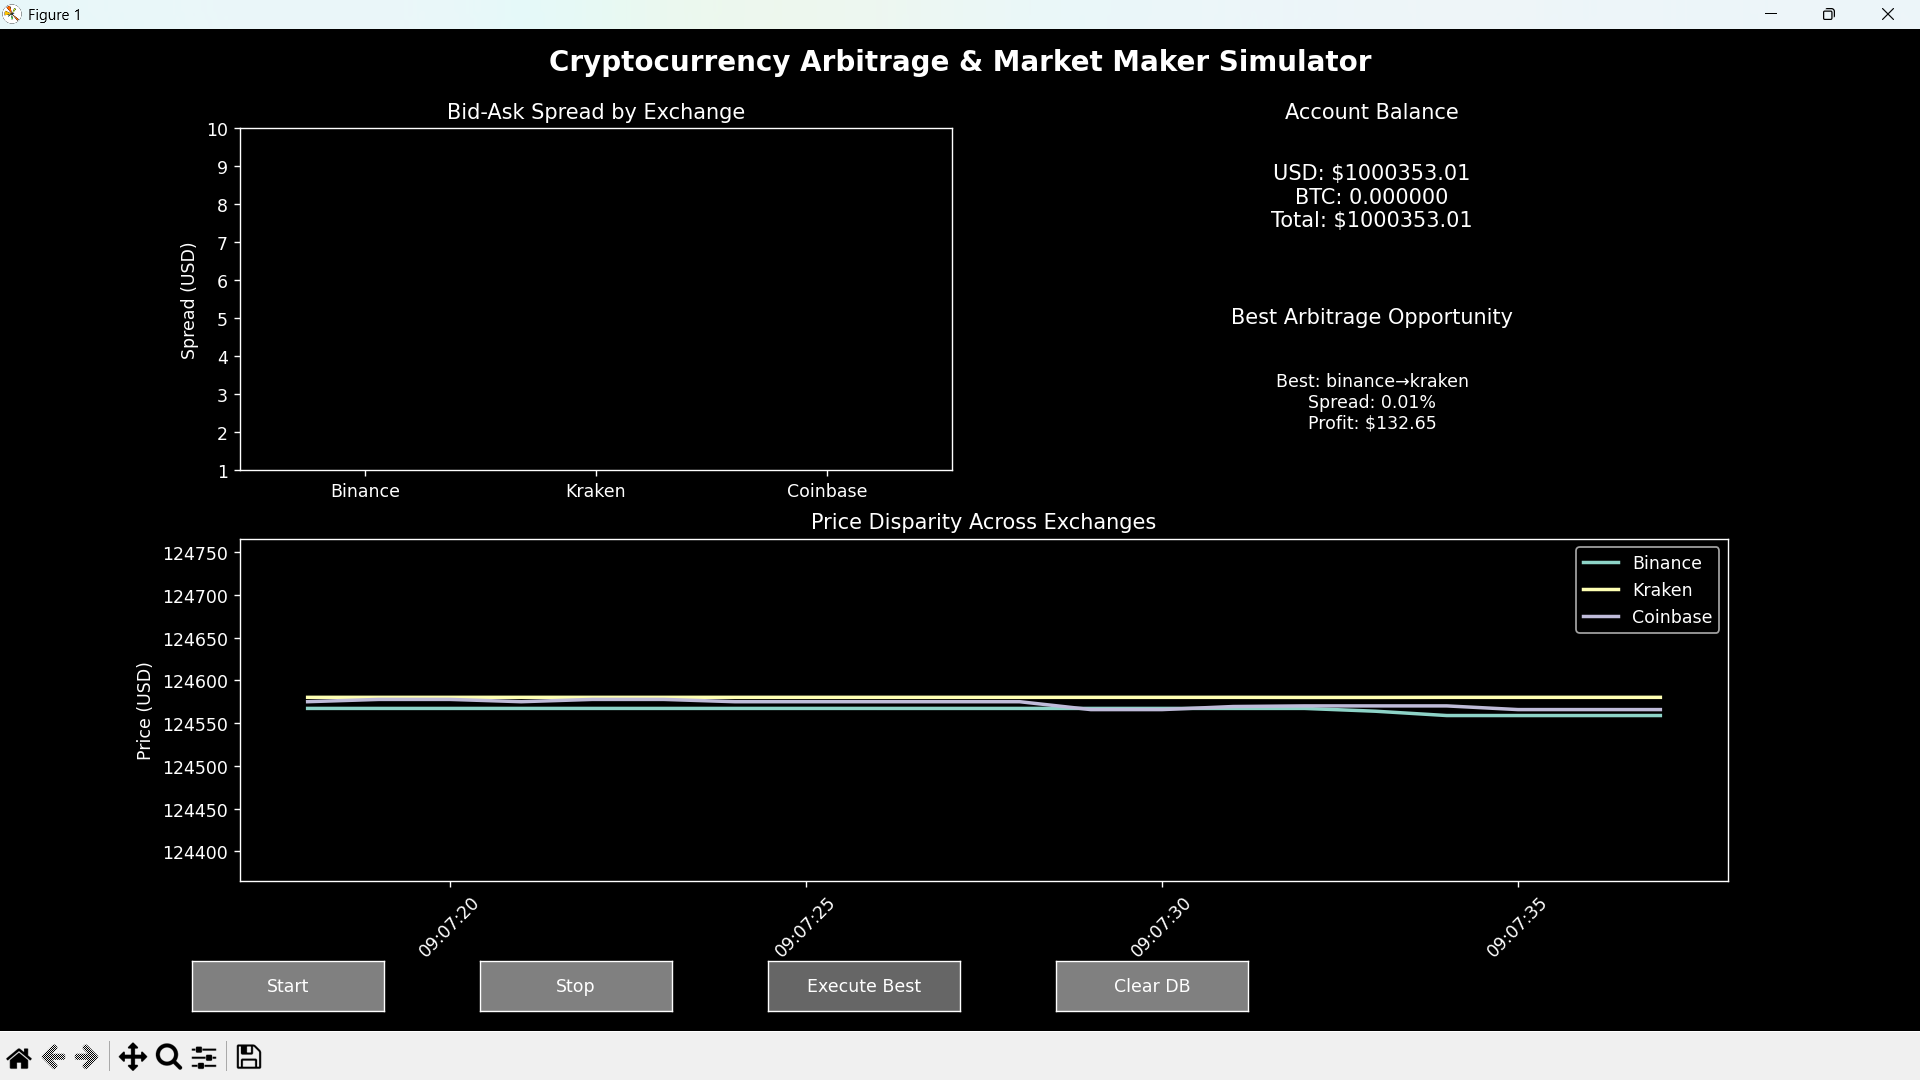 Figure 1
Cryptocurrency Arbitrage & Market Maker Simulator
Bid-Ask Spread by Exchange
Spread (USD)
10
9
8
7
6
5
4
3
2
1
Binance
Kraken
Coinbase
Account Balance
USD: $1000353.01
BTC: 0.000000
Total: $1000353.01
Best Arbitrage Opportunity
Best: binance→kraken
Spread: 0.01%
Profit: $132.65
Price Disparity Across Exchanges
Price (USD)
124750
124700
124650
124600
124550
124500
124450
124400
Binance
Kraken
Coinbase
09:07:20
09:07:25
09:07:30
09:07:35
Start
Stop
Execute Best
Clear DB